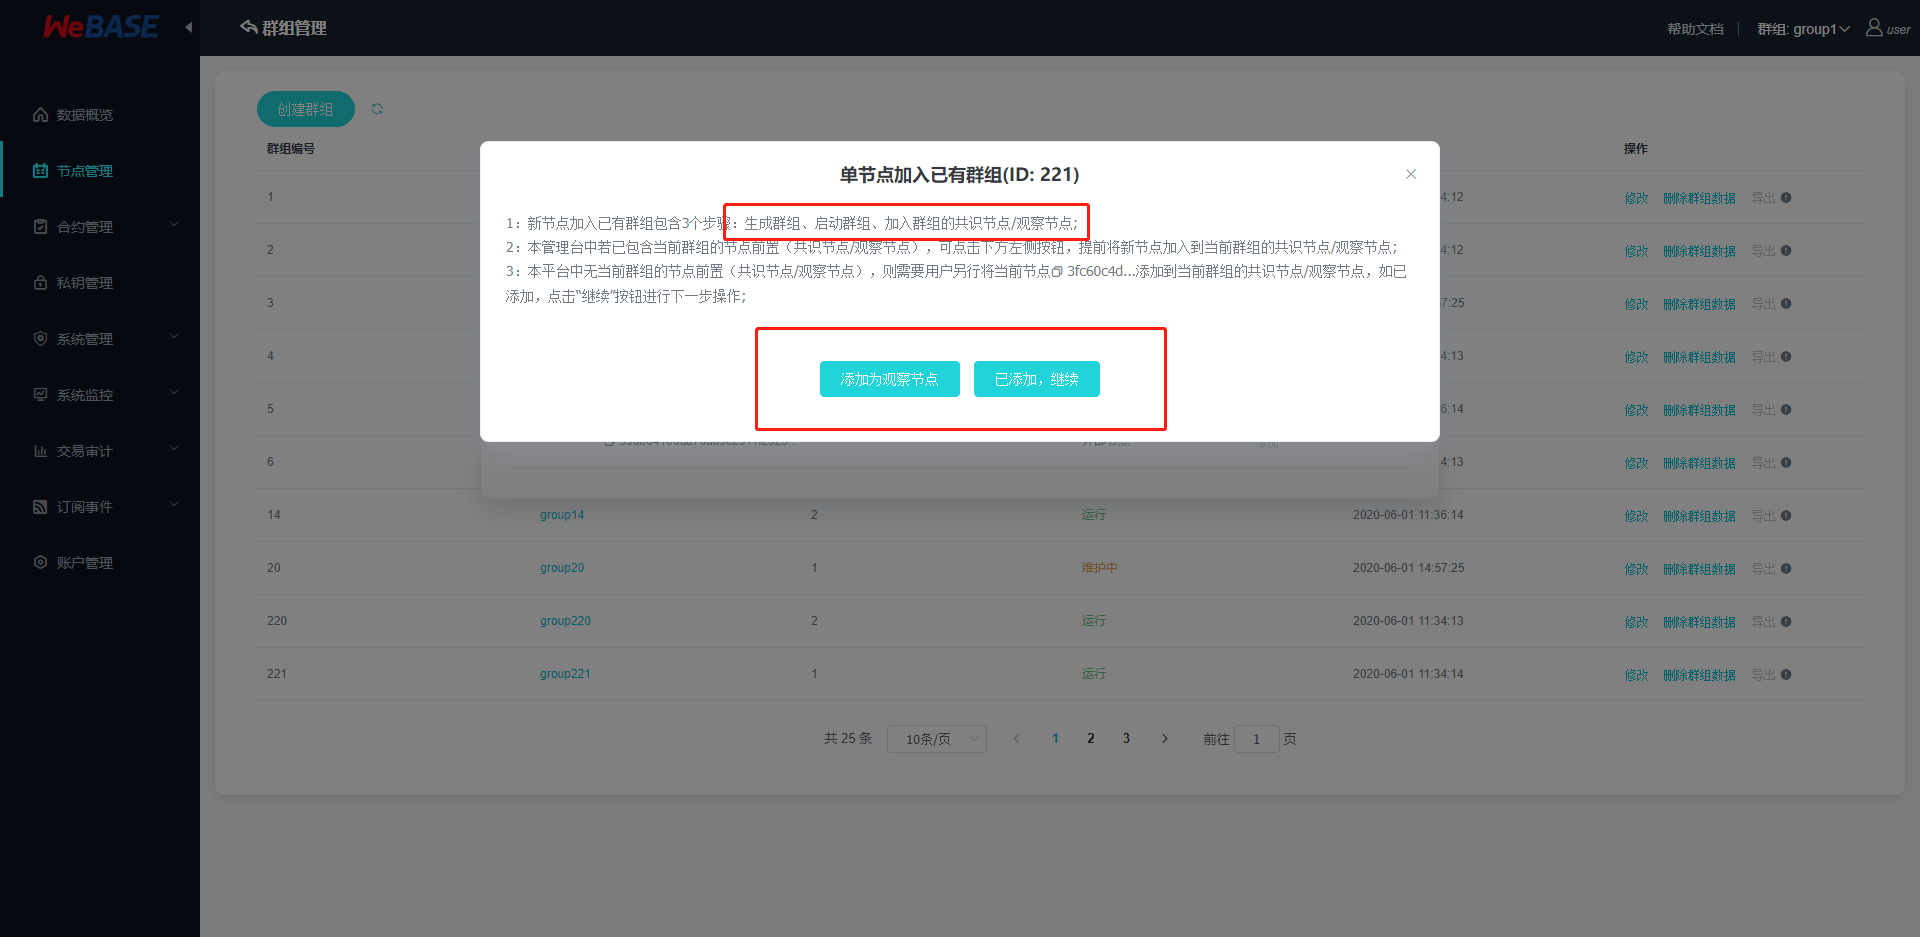 WeBASE
群组管理
帮助文档
群组: group1
user
数据概览
节点管理
合约管理
私钥管理
系统管理
系统监控
交易审计
订阅事件
账户管理
创建群组
群组编号
操作
单节点加入已有群组(ID: 221)
1：新节点加入已有群组包含3个步骤：生成群组、启动群组、加入群组的共识节点/观察节点；
2：本管理台中若已包含当前群组的节点前置（共识节点/观察节点），可点击下方左侧按钮，提前将新节点加入到当前群组的共识节点/观察节点；
3：本平台中无当前群组的节点前置（共识节点/观察节点），则需要用户另行将当前节点 3fc60c4d...添加到当前群组的共识节点/观察节点，如已
添加，点击“继续”按钮进行下一步操作；
添加为观察节点 已添加，继续
1 4:12 修改 删除群组数据 导出
2 4:12 修改 删除群组数据 导出
3 57:25 修改 删除群组数据 导出
4 4:13 修改 删除群组数据 导出
5 6:14 修改 删除群组数据 导出
6 4:13 修改 删除群组数据 导出
14 group14 2 运行 2020-06-01 11:36:14 修改 删除群组数据 导出
20 group20 1 维护中 2020-06-01 14:57:25 修改 删除群组数据 导出
220 group220 2 运行 2020-06-01 11:34:13 修改 删除群组数据 导出
221 group221 1 运行 2020-06-01 11:34:14 修改 删除群组数据 导出
共 25 条 10条/页 1 2 3 前往 1 页